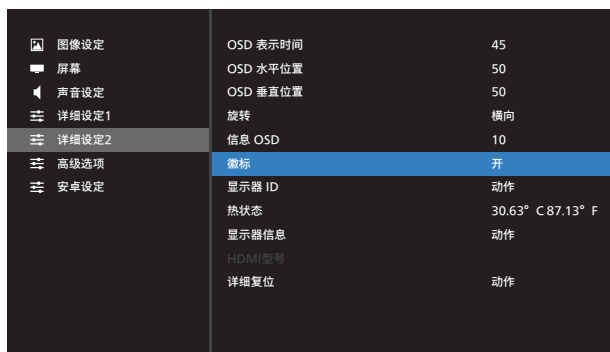 图像设定
屏幕
声音设定
详细设定1
详细设定2
高级选项
安卓设定
OSD 表示时间 45
OSD 水平位置 50
OSD 垂直位置 50
旋转 横向
信息 OSD 10
徽标 开
显示器 ID 动作
热状态 30.63° C 87.13° F
显示器信息 动作
HDMI型号
详细复位 动作